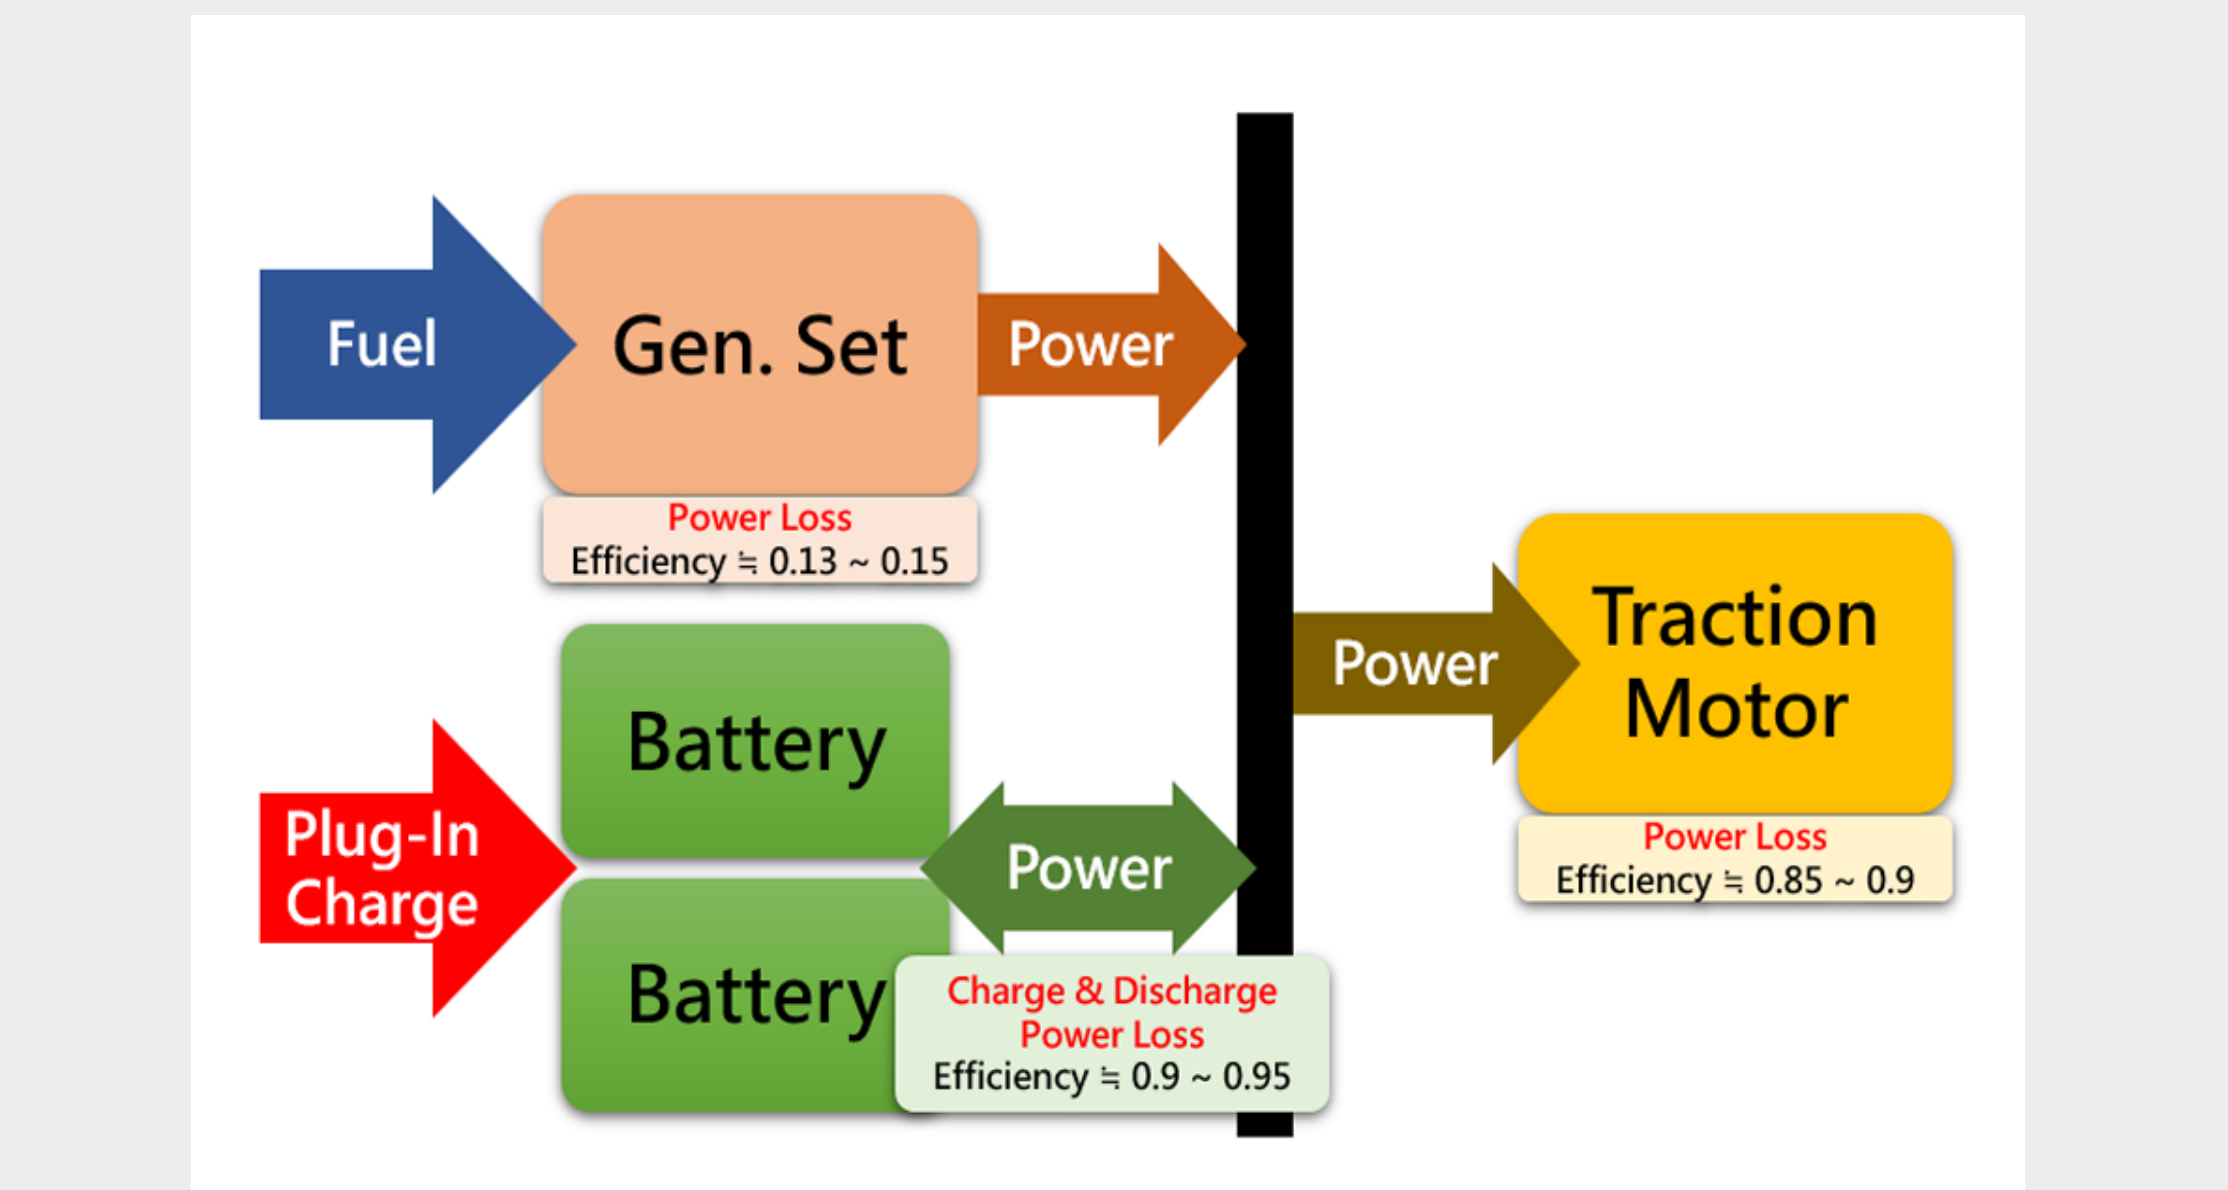 Fuel
Gen. Set
Power
Power Loss
Efficiency ≒ 0.13 ~ 0.15
Battery
Plug-In
Charge
Power
Battery
Charge & Discharge
Power Loss
Efficiency ≒ 0.9 ~ 0.95
Power
Traction
Motor
Power Loss
Efficiency ≒ 0.85 ~ 0.9